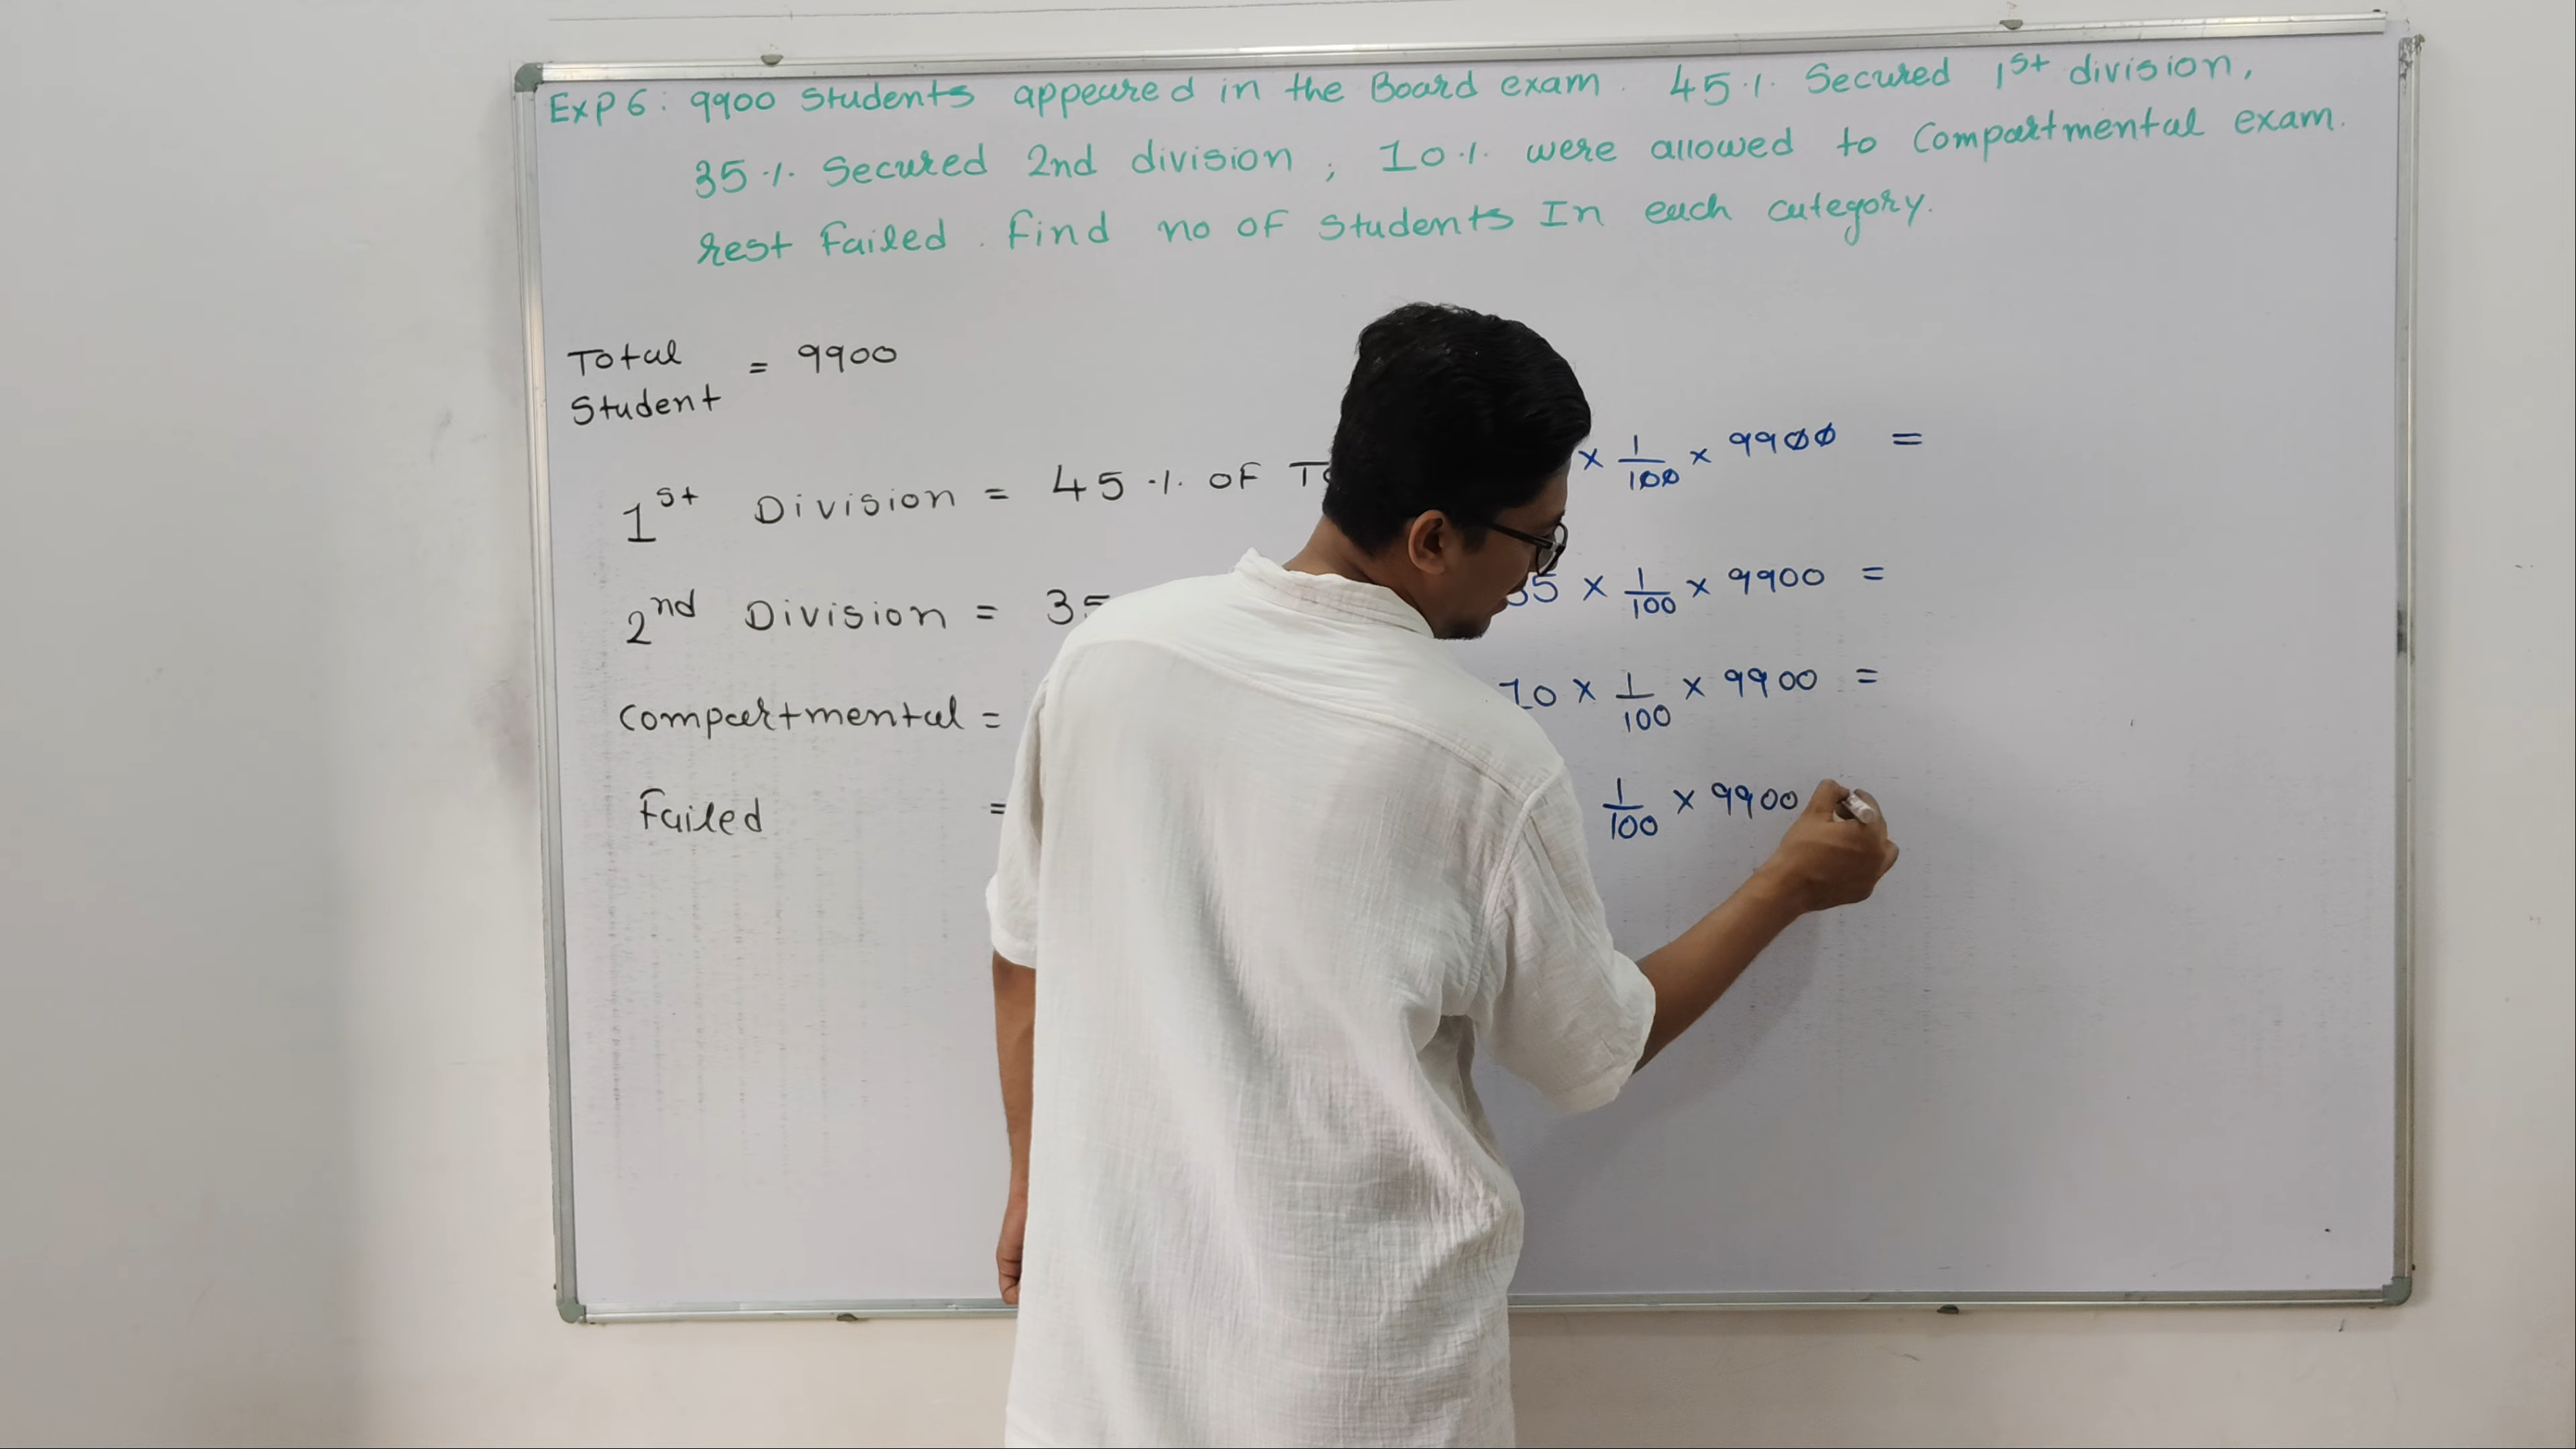 Exp 6: 9900 Students appeared in the Board exam. 45% Secured 1st division,
35% Secured 2nd division, 10% were allowed to Compartmental exam.
rest Failed. Find no of Students In each category.
Total Student = 9900
1st Division = 45% OF × 1/100 × 9900 =
2nd Division = 35 × 1/100 × 9900 =
Compartmental = 10 × 1/100 × 9900 =
Failed = 1/100 × 9900